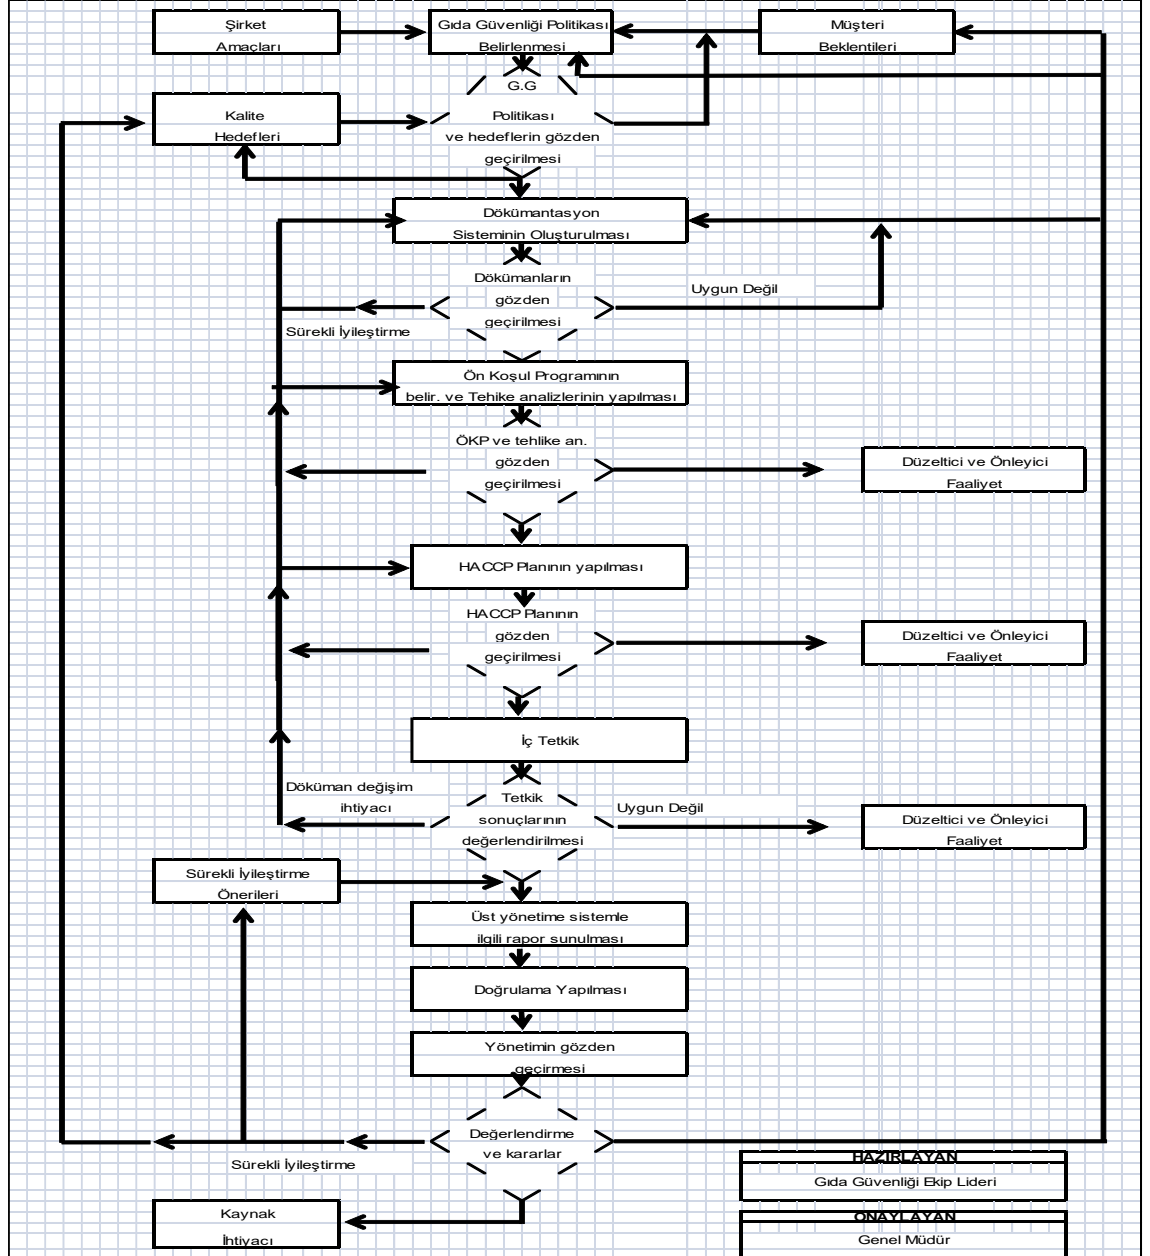 Şirket
Amaçları
Gıda Güvenliği Politikası
Belirlenmesi
Müşteri
Beklentileri
G.G
Politikası
ve hedeflerin gözden
geçirilmesi
Kalite
Hedefleri
Dökümantasyon
Sisteminin Oluşturulması
Dökümanların
gözden
geçirilmesi
Uygun Değil
Sürekli İyileştirme
Ön Koşul Programının
belir. ve Tehike analizlerinin yapılması
ÖKP ve tehlike an.
gözden
geçirilmesi
Düzeltici ve Önleyici
Faaliyet
HACCP Planının yapılması
HACCP Planının
gözden
geçirilmesi
Düzeltici ve Önleyici
Faaliyet
İç Tetkik
Döküman değişim
ihtiyacı
Tetkik
sonuçlarının
değerlendirilmesi
Uygun Değil
Düzeltici ve Önleyici
Faaliyet
Sürekli İyileştirme
Önerileri
Üst yönetime sistemle
ilgili rapor sunulması
Doğrulama Yapılması
Yönetimin gözden
geçirmesi
Değerlendirme
ve kararlar
Sürekli İyileştirme
Kaynak
İhtiyacı
HAZIRLAYAN
Gıda Güvenliği Ekip Lideri
ONAYLAYAN
Genel Müdür